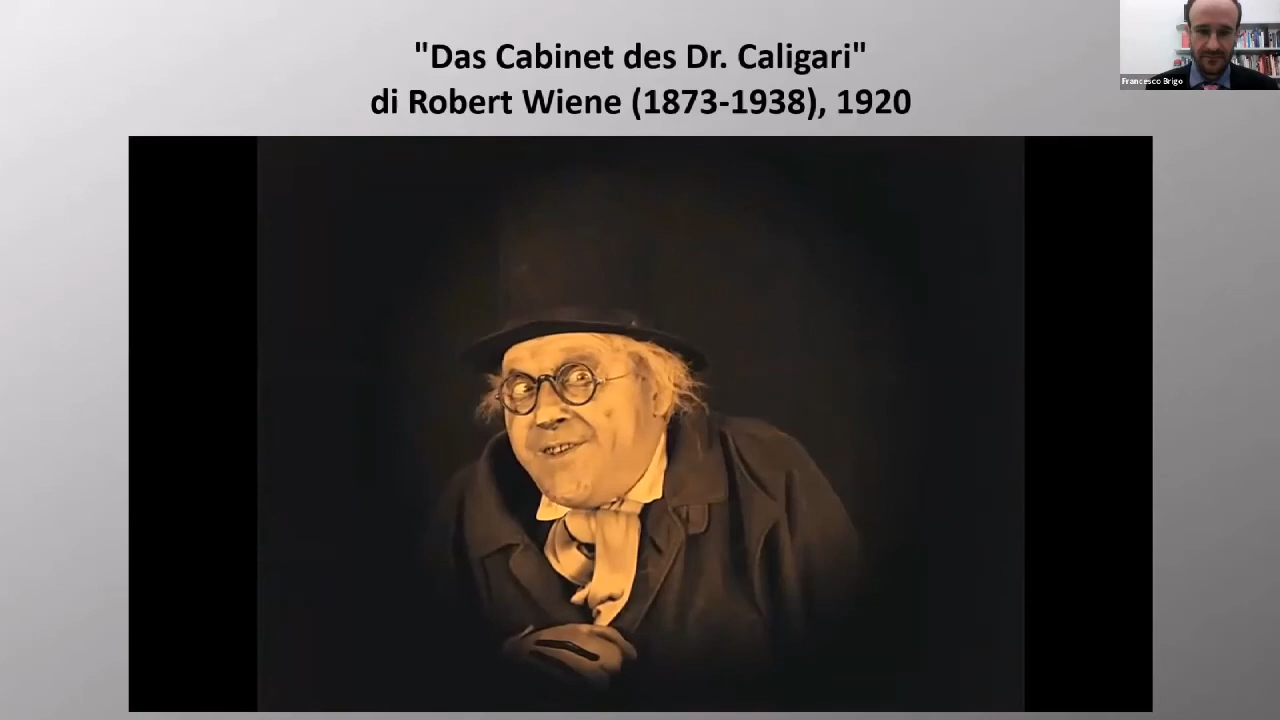 "Das Cabinet des Dr. Caligari"
di Robert Wiene (1873-1938), 1920
Francesco Brigo